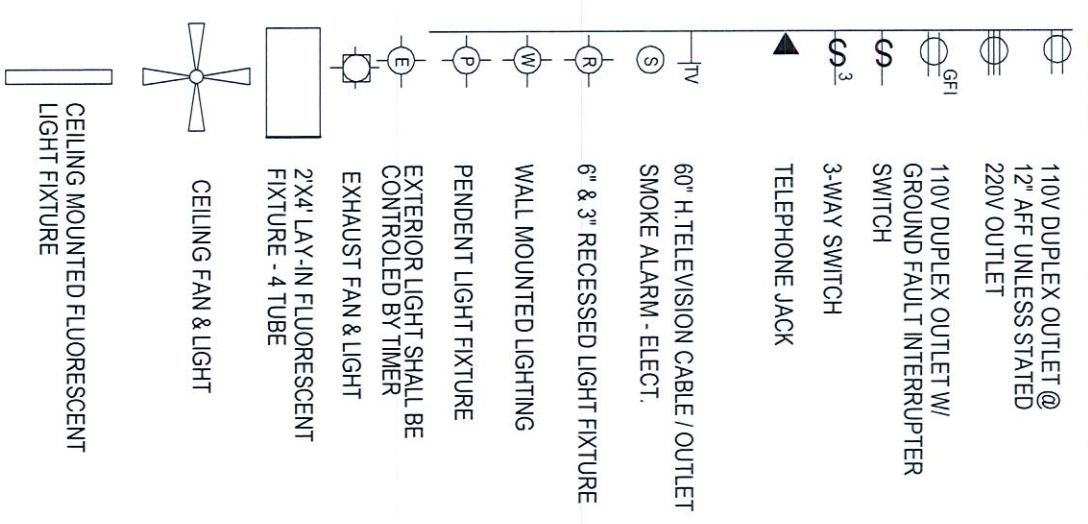 110V DUPLEX OUTLET @
12" AFF UNLESS STATED
220V OUTLET
GFI
110V DUPLEX OUTLET W/
GROUND FAULT INTERRUPTER
S SWITCH
S3 3-WAY SWITCH
TELEPHONE JACK
TV 60" H.TELEVISION CABLE / OUTLET
S SMOKE ALARM - ELECT.
R 6" & 3" RECESSED LIGHT FIXTURE
W WALL MOUNTED LIGHTING
P PENDENT LIGHT FIXTURE
E EXTERIOR LIGHT SHALL BE
CONTROLED BY TIMER
EXHAUST FAN & LIGHT
2'X4' LAY-IN FLUORESCENT
FIXTURE - 4 TUBE
CEILING FAN & LIGHT
CEILING MOUNTED FLUORESCENT
LIGHT FIXTURE